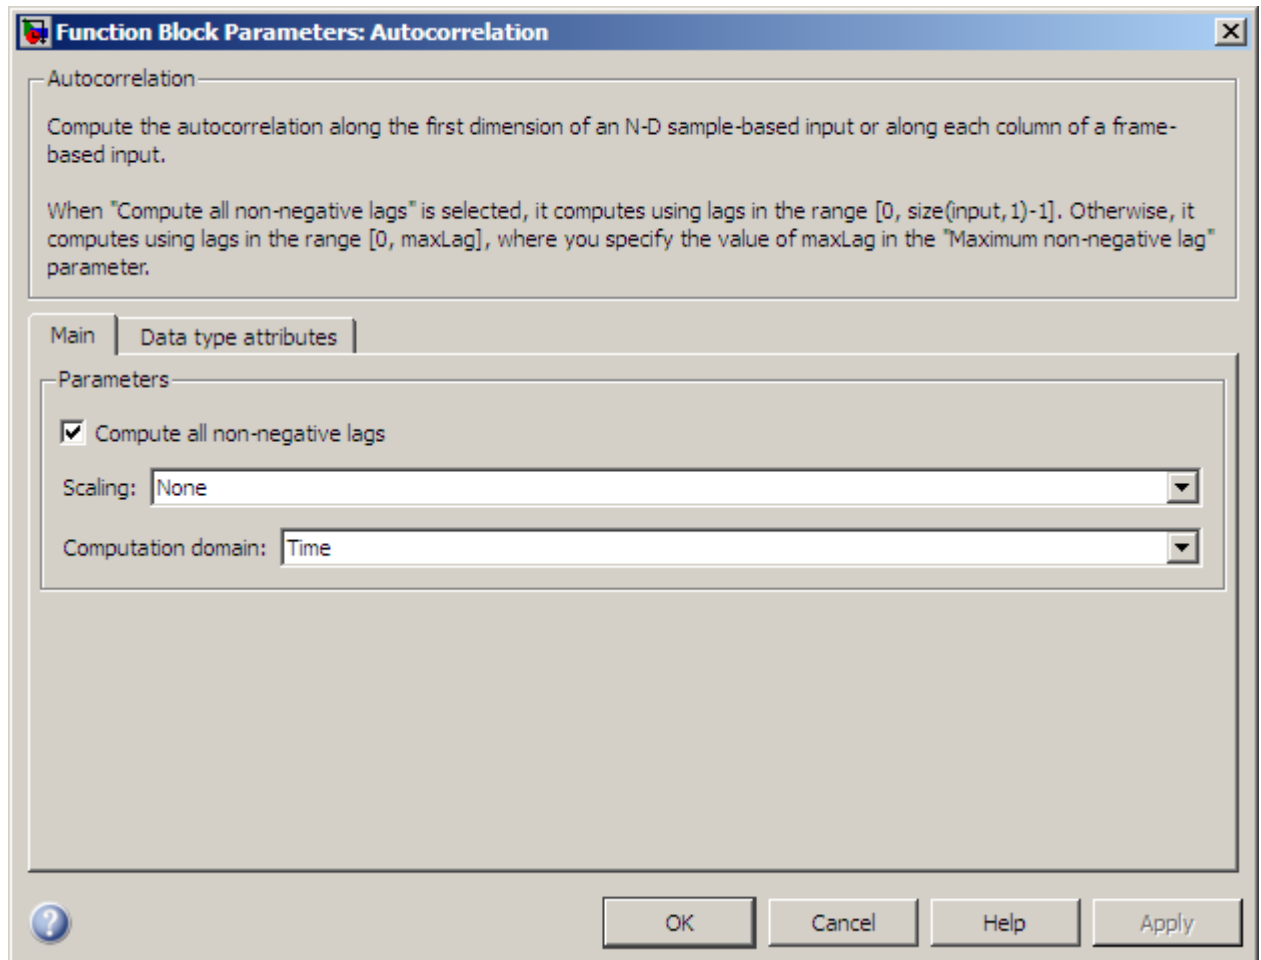 Function Block Parameters: Autocorrelation
Autocorrelation
Compute the autocorrelation along the first dimension of an N-D sample-based input or along each column of a frame-
based input.
When "Compute all non-negative lags" is selected, it computes using lags in the range [0, size(input,1)-1]. Otherwise, it
computes using lags in the range [0, maxLag], where you specify the value of maxLag in the "Maximum non-negative lag"
parameter.
Main
Data type attributes
Parameters
Compute all non-negative lags
Scaling: None
Computation domain: Time
?
OK
Cancel
Help
Apply